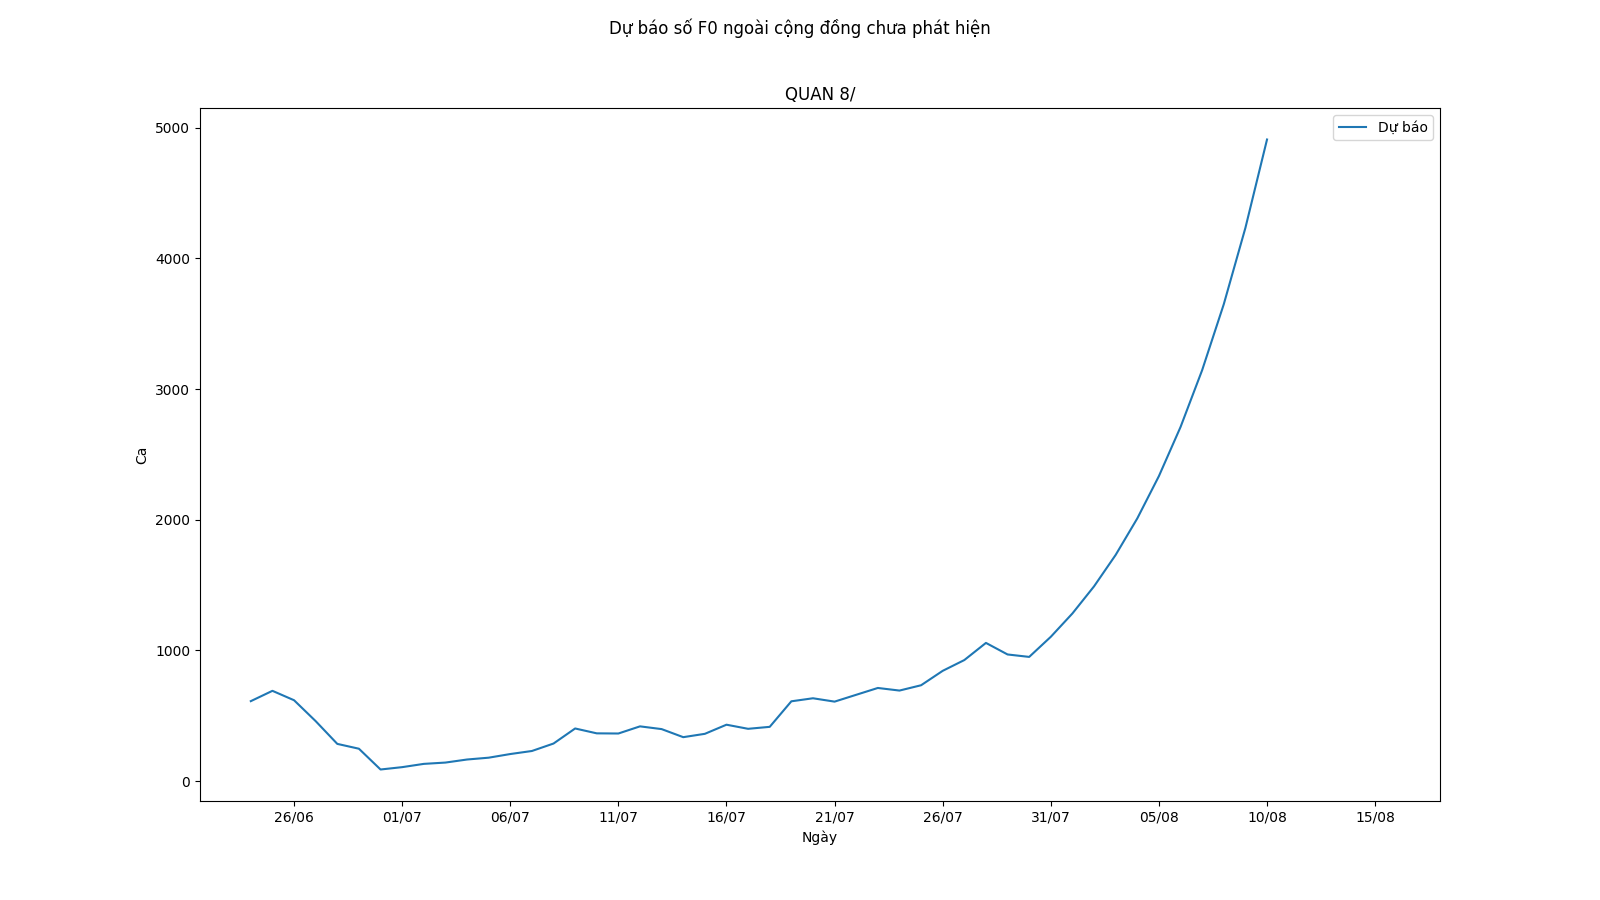 Dự báo số F0 ngoài cộng đồng chưa phát hiện
QUAN 8/
Dự báo
5000
4000
3000
2000
1000
0
Ca
26/06 01/07 06/07 11/07 16/07 21/07 26/07 31/07 05/08 10/08 15/08
Ngày